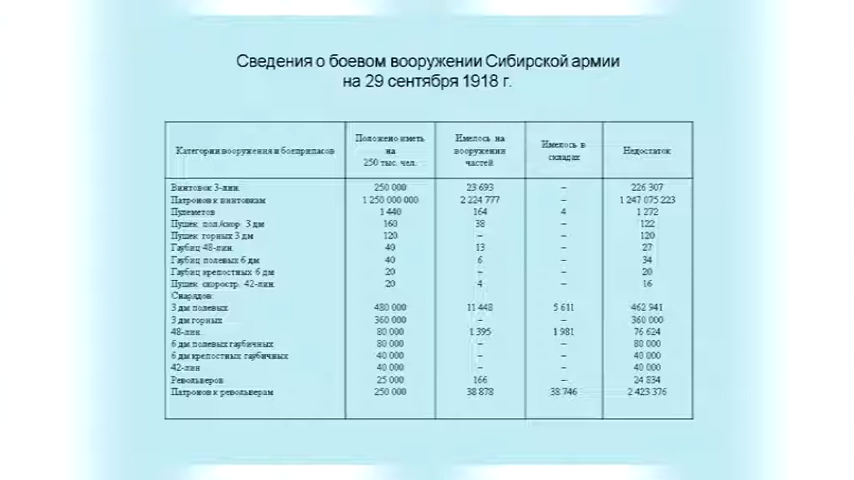 Сведения о боевом вооружении Сибирской армии
на 29 сентября 1918 г.
Категории вооружения и боеприпасов | Положено иметь на 250 тыс. чел. | Имелось на вооружении частей | Имелось в складах | Недостаток
Винтовок 3-лин. 250 000 23 693 – 226 307
Патронов к винтовкам 1 250 000 000 2 224 777 – 1 247 075 223
Пулеметов 1 440 164 4 1 272
Пушек пол./скор. 3 дм 160 38 – 122
Пушек горных 3 дм 120 – – 120
Гаубиц 48-лин. 40 13 – 27
Гаубиц полевых 6 дм 40 6 – 34
Гаубиц крепостных 6 дм 20 – – 20
Пушек скоростр. 42-лин. 20 4 – 16
Снарядов:
3 дм полевых 480 000 11 448 5 611 462 941
3 дм горных 360 000 – – 360 000
48-лин. 80 000 1 395 1 981 76 624
6 дм полевых гаубичных 80 000 – – 80 000
6 дм крепостных гаубичных 40 000 – – 40 000
42-лин 40 000 – – 40 000
Револьверов 25 000 166 – 24 834
Патронов к револьверам 250 000 38 878 38 746 2 423 376